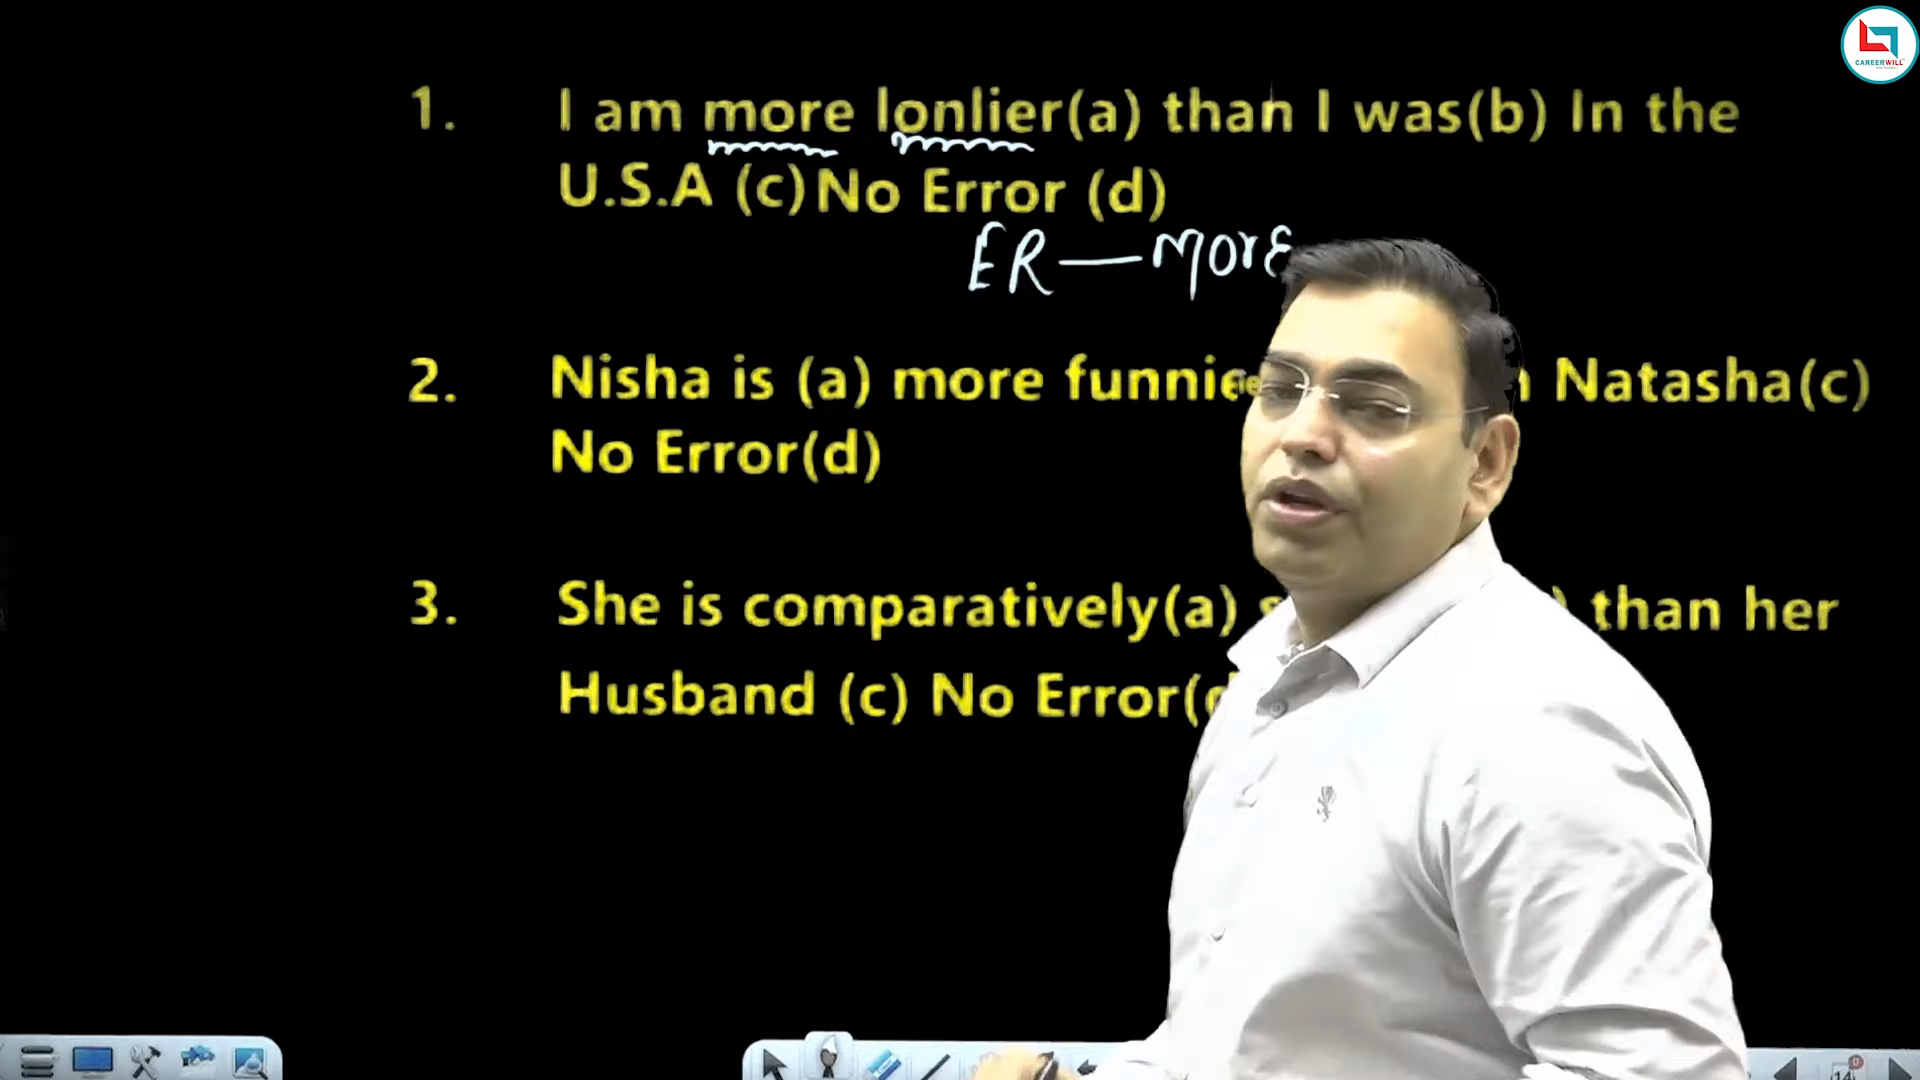 CAREERWILL
1. I am more lonlier(a) than I was(b) In the
U.S.A (c) No Error (d)
ER — MORE
2. Nisha is (a) more Natasha(c)
No Error(d)
3. She is comparatively(a) than her
Husband (c) No Error(